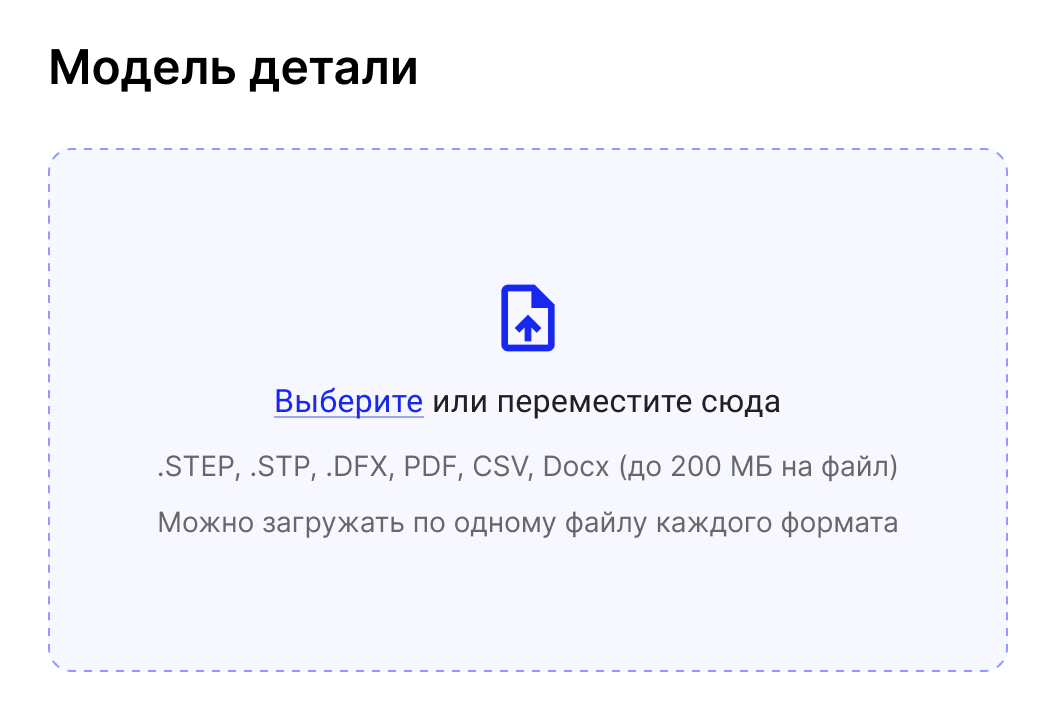 Модель детали
Выберите или переместите сюда
.STEP, .STP, .DFX, PDF, CSV, Docx (до 200 МБ на файл)
Можно загружать по одному файлу каждого формата